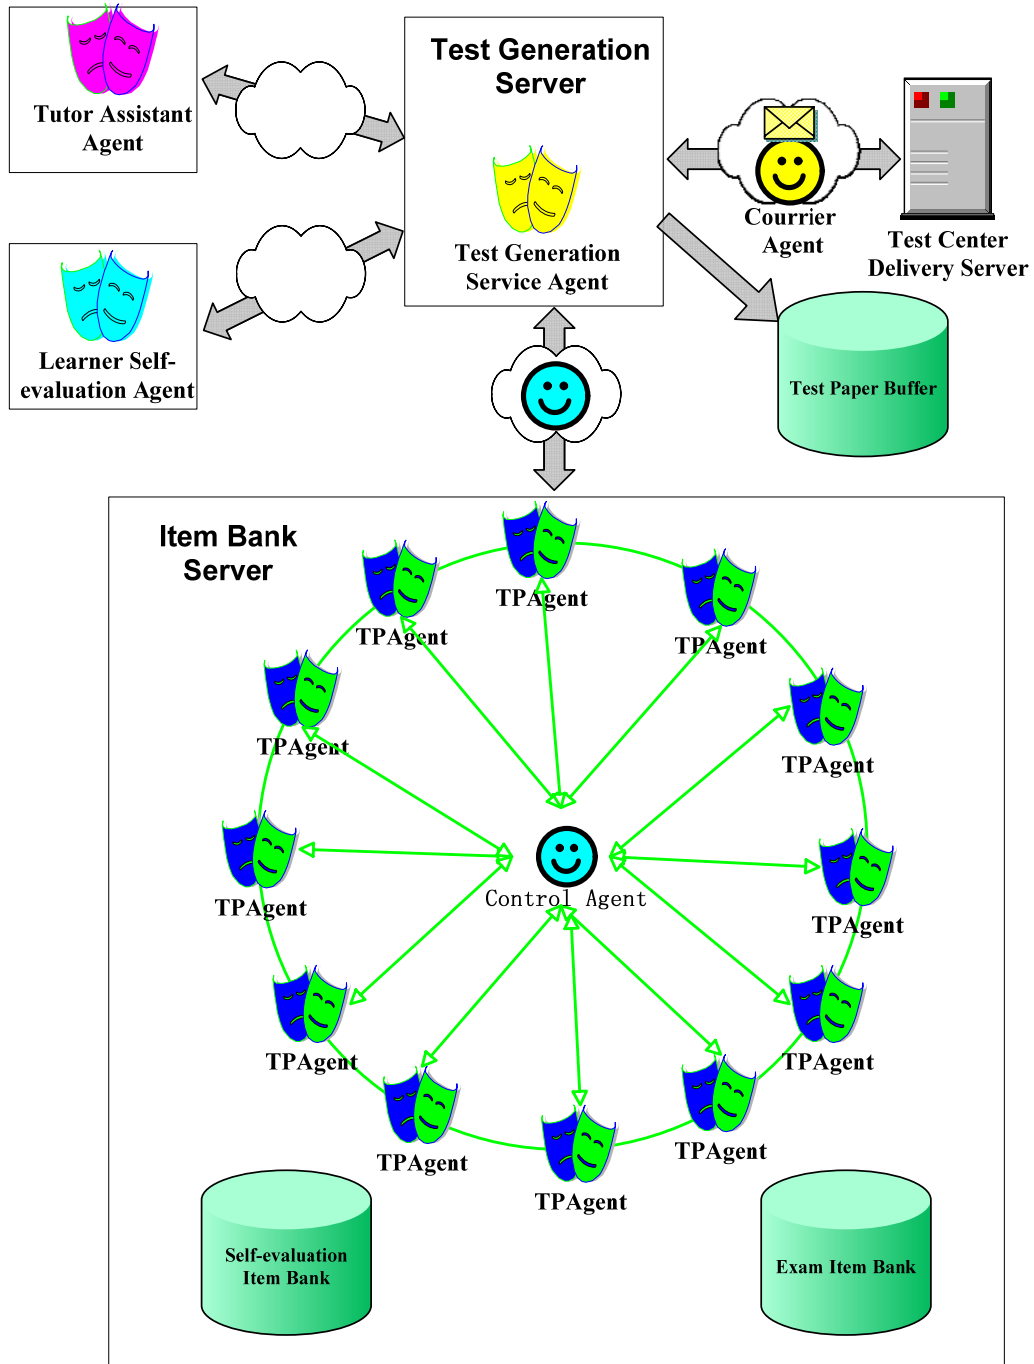 Test Generation
Server
Tutor Assistant
Agent
Test Generation
Service Agent
Courrier
Agent
Test Center
Delivery Server
Learner Self-
evaluation Agent
Test Paper Buffer
Item Bank
Server
TPAgent
TPAgent
TPAgent
TPAgent
TPAgent
TPAgent
TPAgent
Control Agent
TPAgent
TPAgent
TPAgent
TPAgent
TPAgent
Self-evaluation
Item Bank
Exam Item Bank